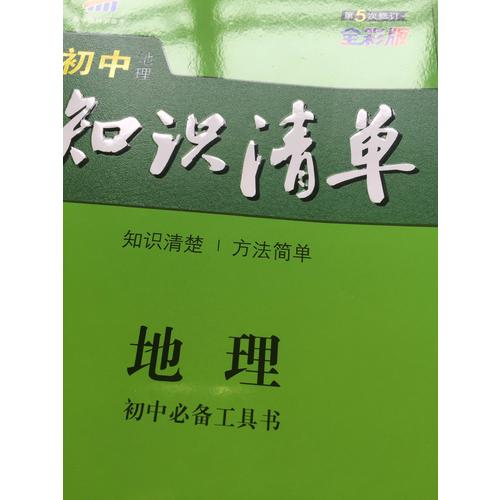 第5次修订
全彩版
初中
地理
知识清单
知识清楚 | 方法简单
地理
初中必备工具书